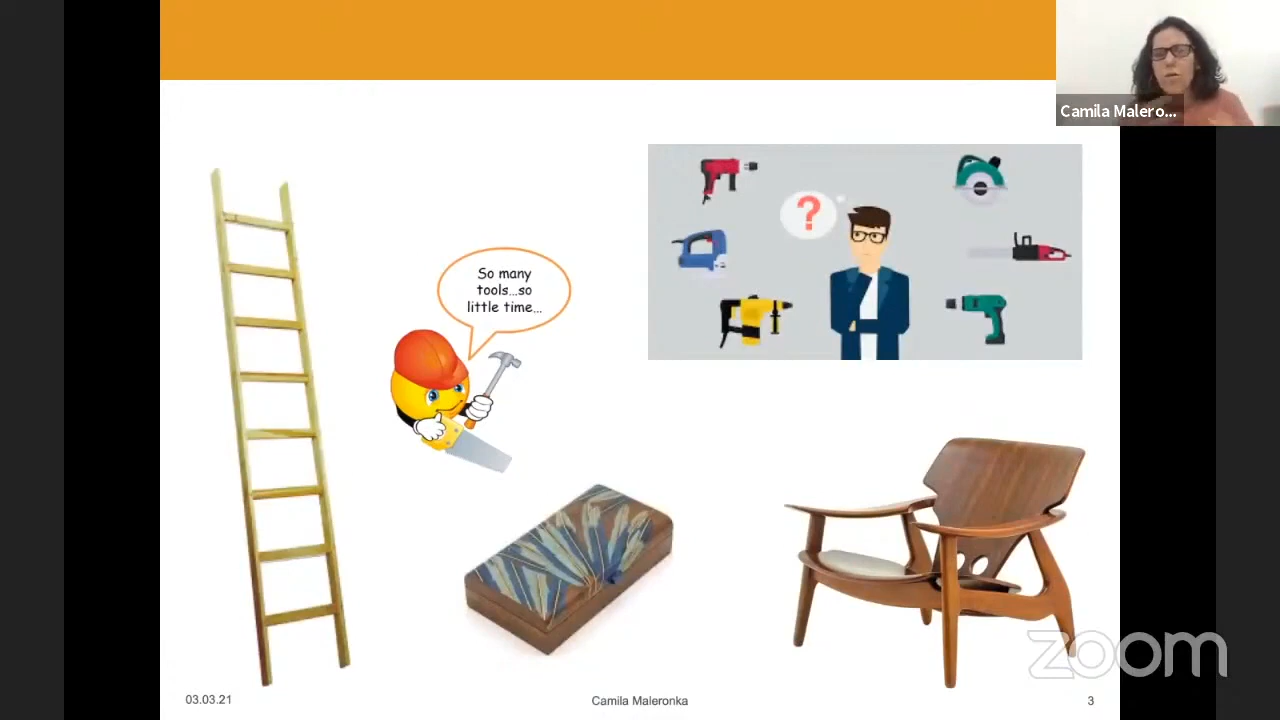 Camila Malero...
So many
tools...so
little time...
?
zoom
03.03.21
Camila Maleronka
3